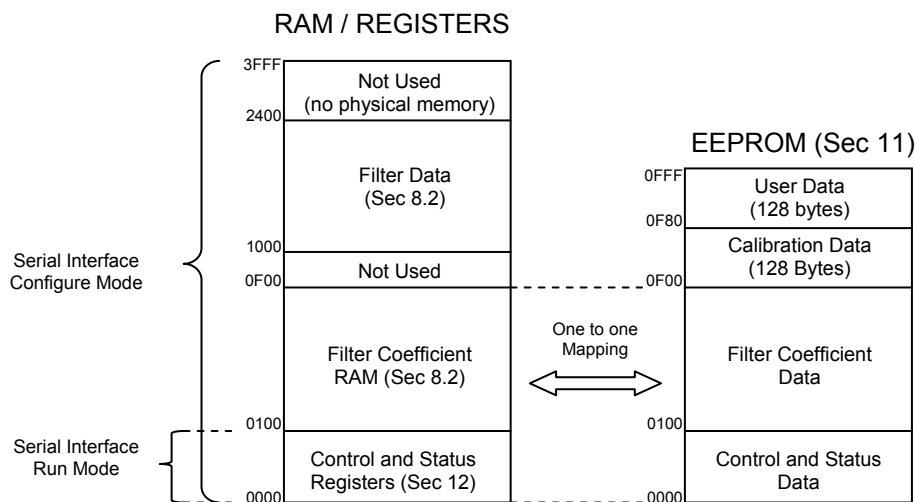 RAM / REGISTERS
3FFF
Not Used
(no physical memory)
2400
Filter Data
(Sec 8.2)
1000
Not Used
0F00
Filter Coefficient
RAM (Sec 8.2)
0100
Control and Status
Registers (Sec 12)
0000
Serial Interface
Configure Mode
Serial Interface
Run Mode
One to one
Mapping
EEPROM (Sec 11)
0FFF
User Data
(128 bytes)
0F80
Calibration Data
(128 Bytes)
0F00
Filter Coefficient
Data
0100
Control and Status
Data
0000